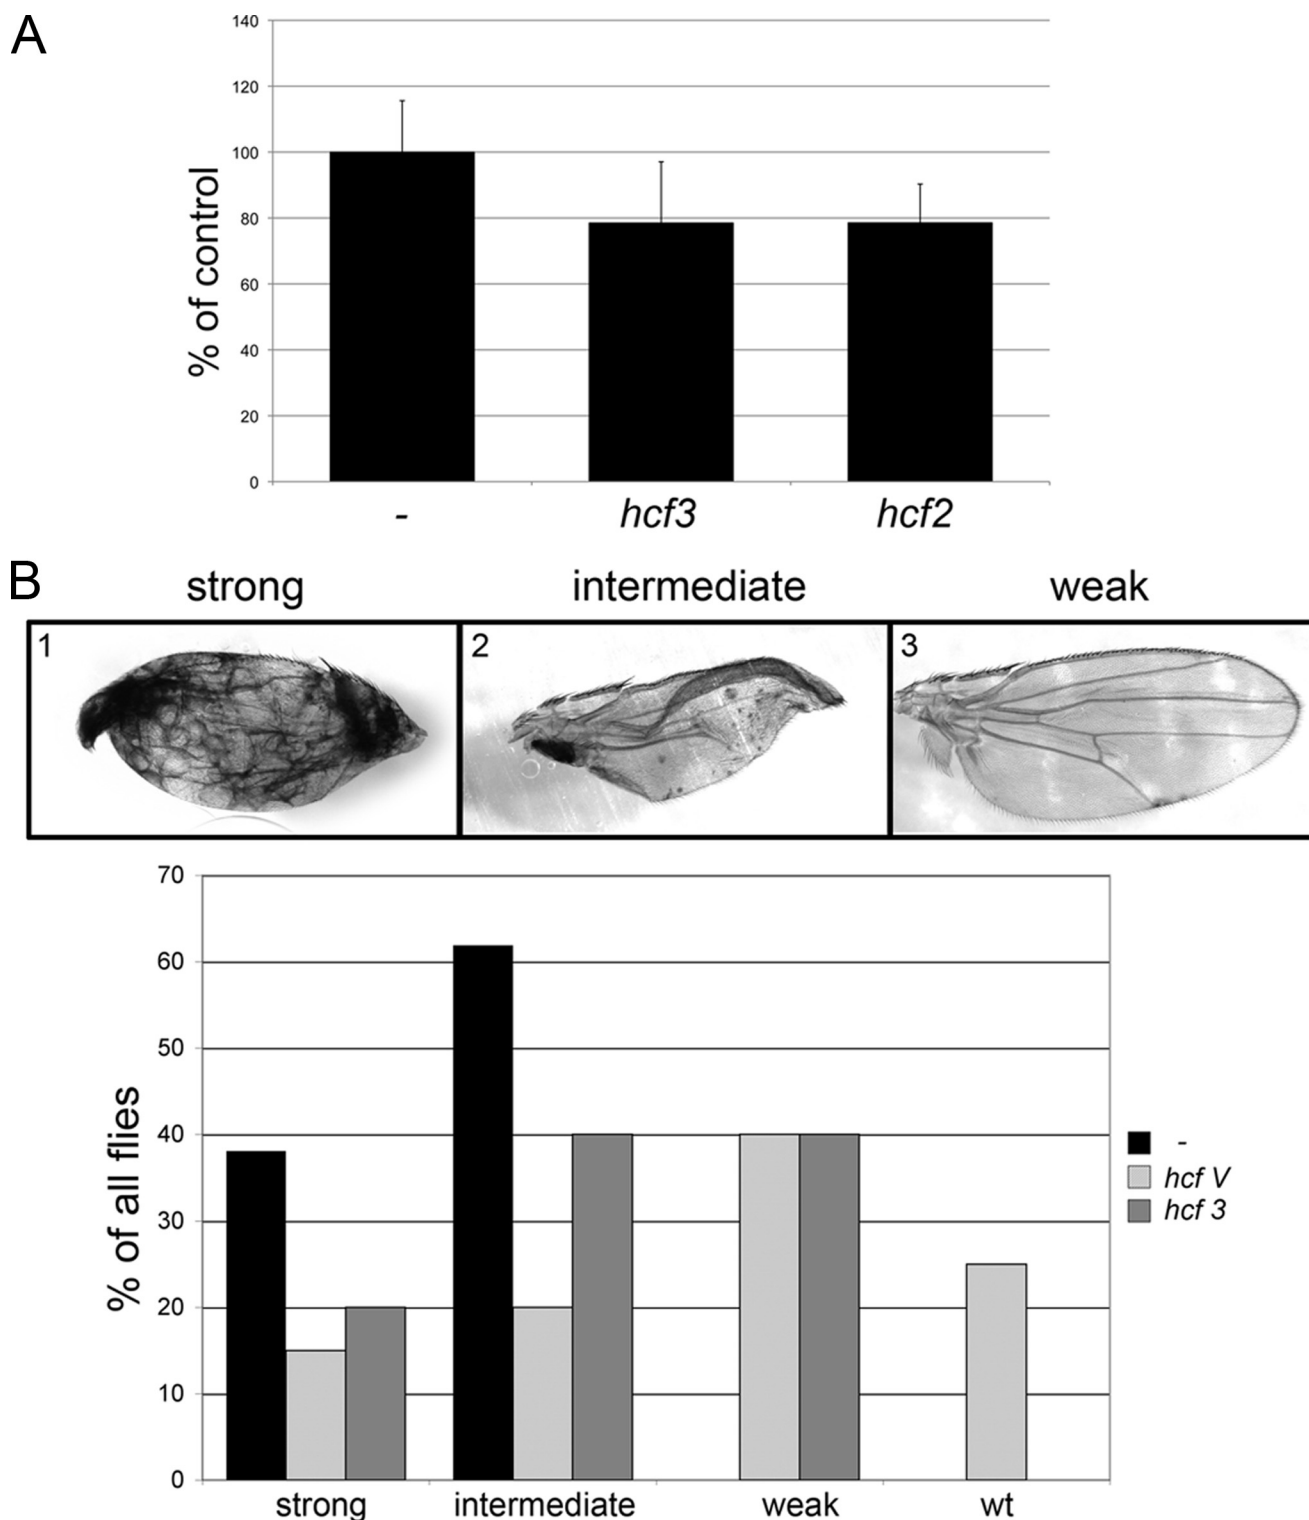 A
140
120
100
80
60
40
20
0
% of control
- hcf3 hcf2
B
strong intermediate weak
1 2 3
70
60
50
40
30
20
10
0
% of all flies
strong intermediate weak wt
-
hcf V
hcf 3